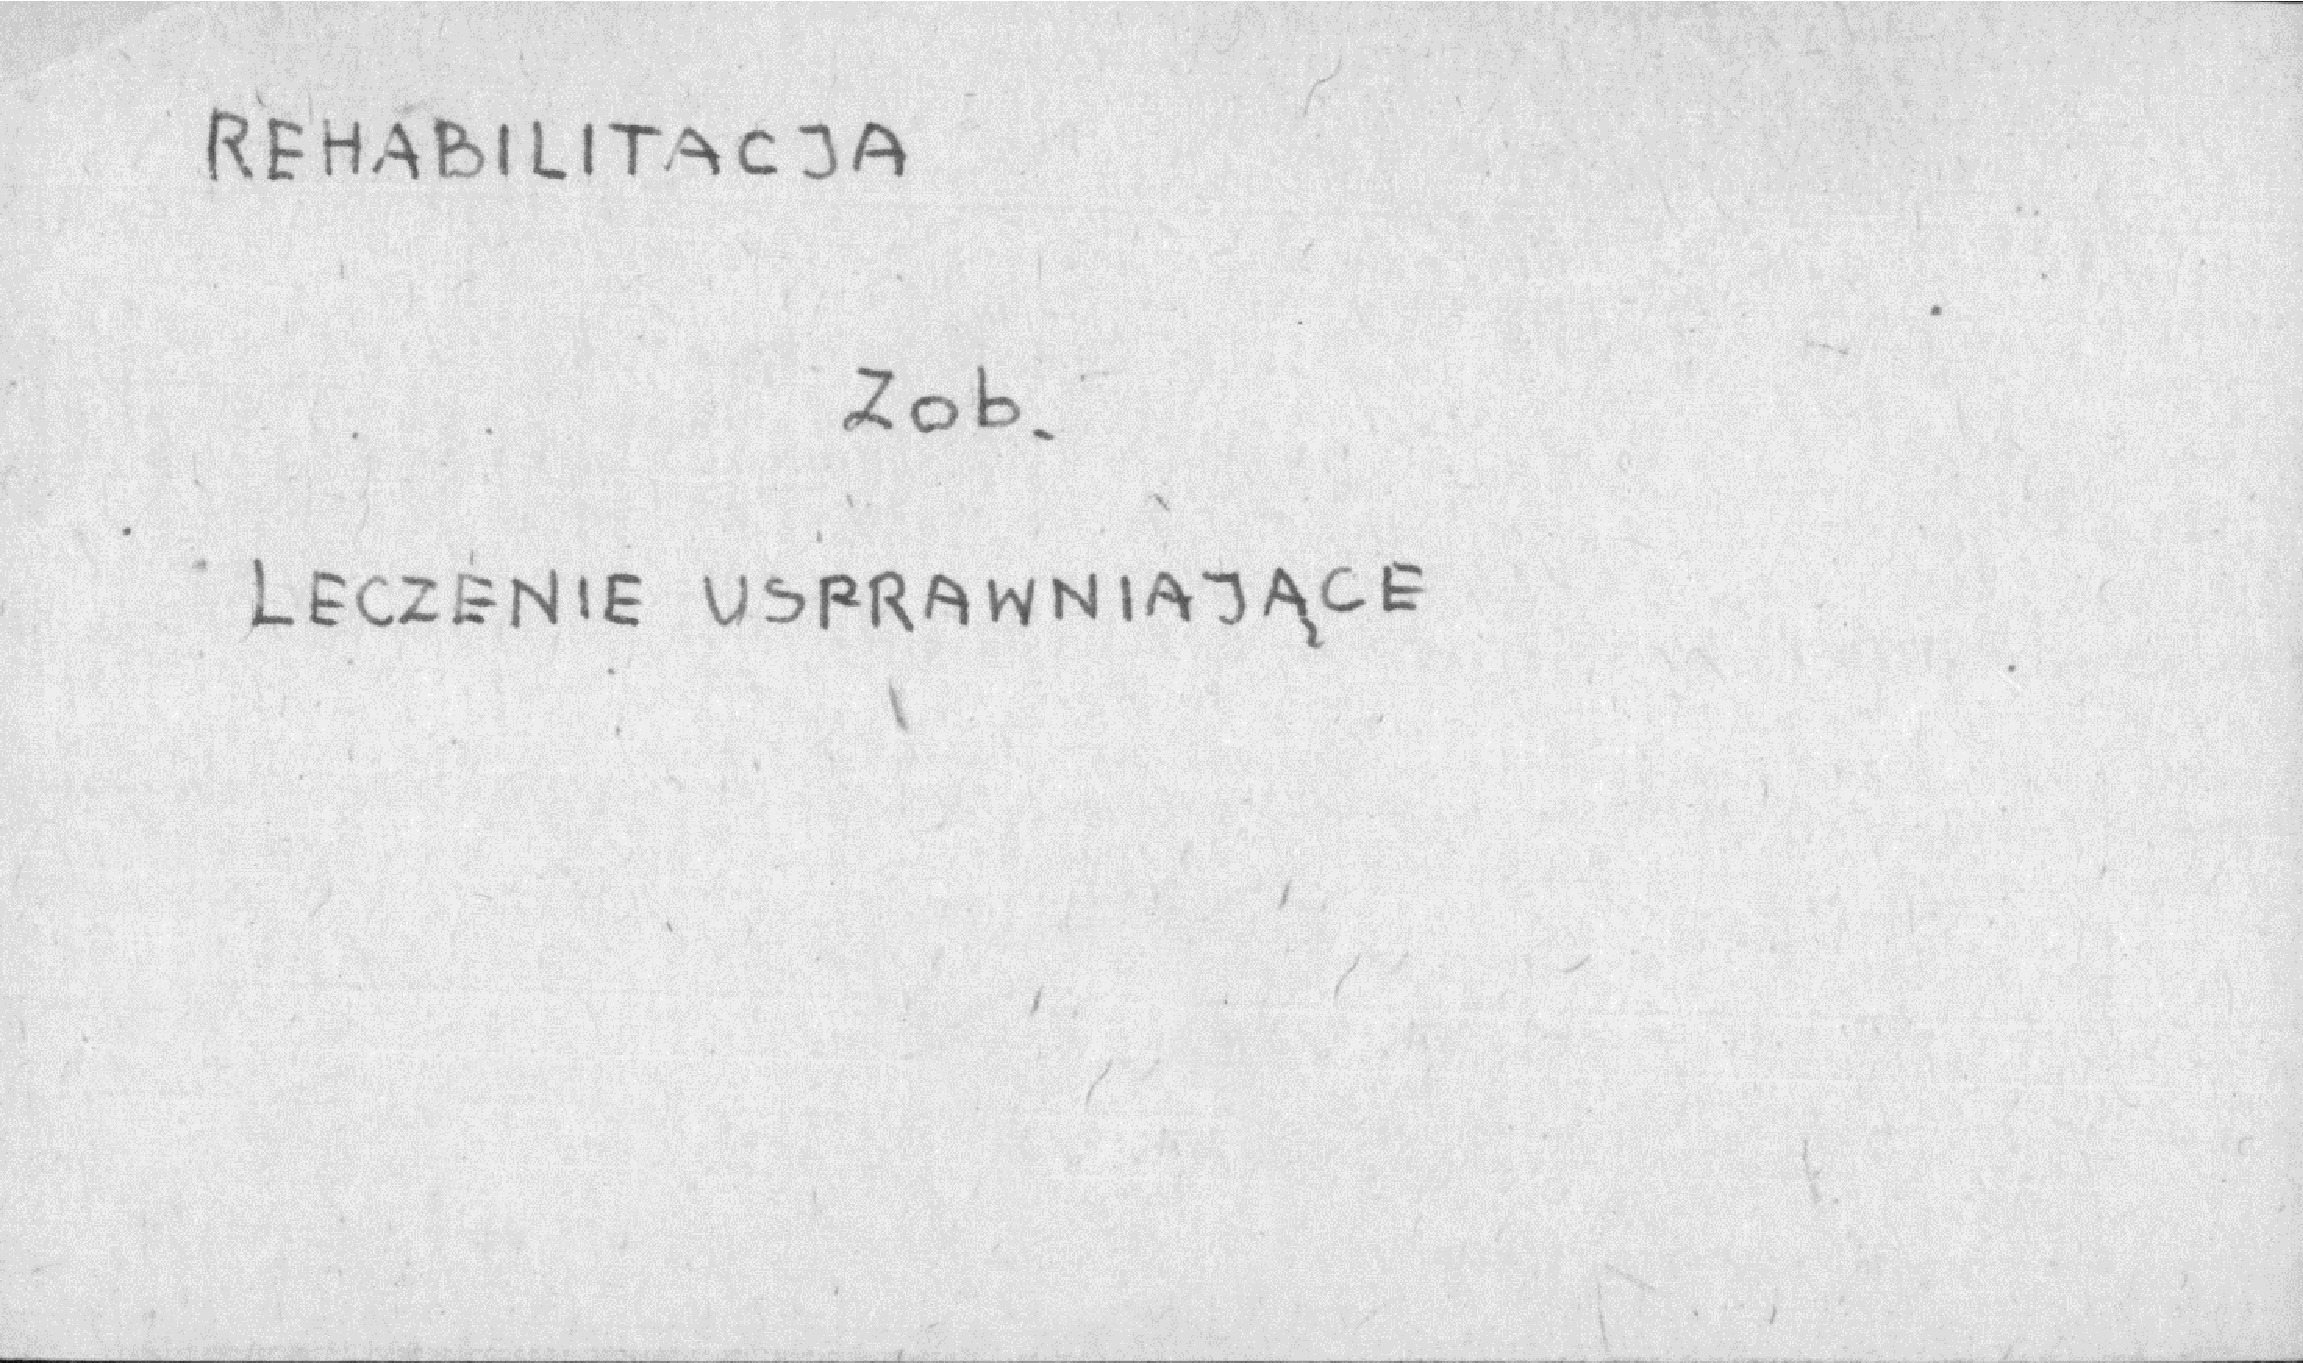 REHABILITACJA
Zob.
LECZENIE USPRAWNIAJĄCE